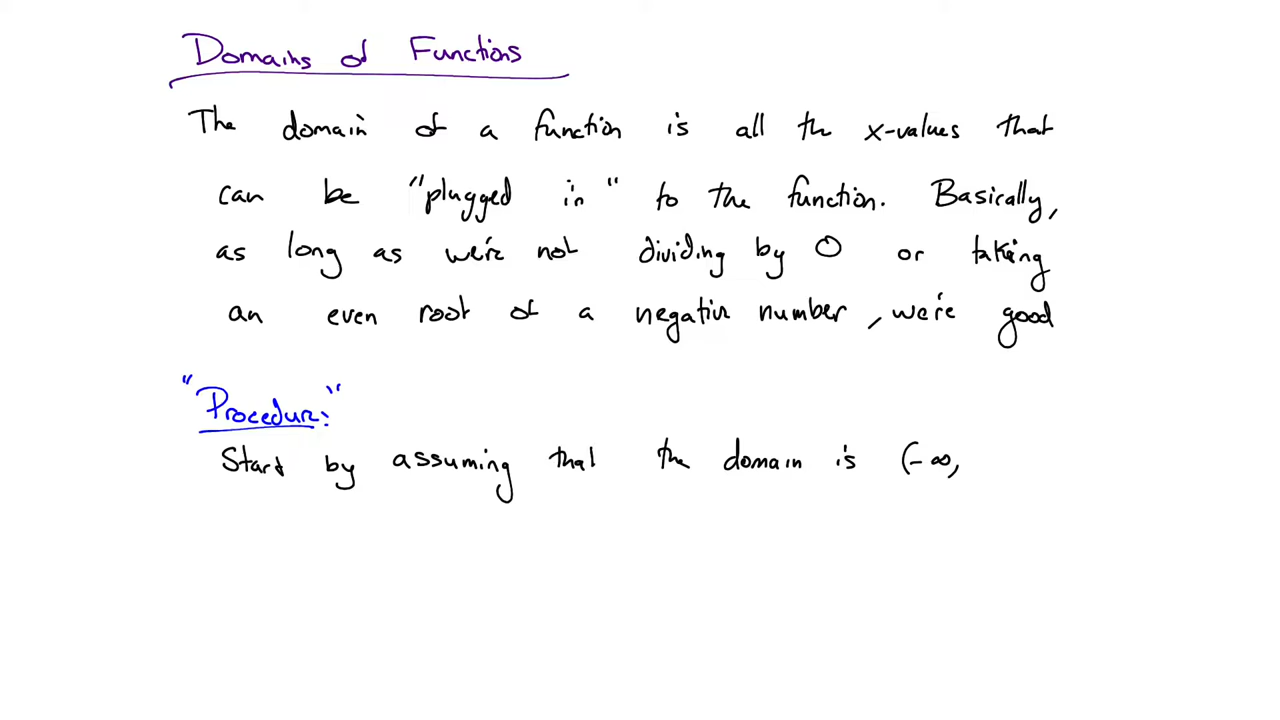 Domains of Functions
The domain of a function is all the x-values that
can be "plugged in" to the function. Basically,
as long as we're not dividing by 0 or taking
an even root of a negative number, we're good
"Procedure:"
Start by assuming that the domain is (-∞,